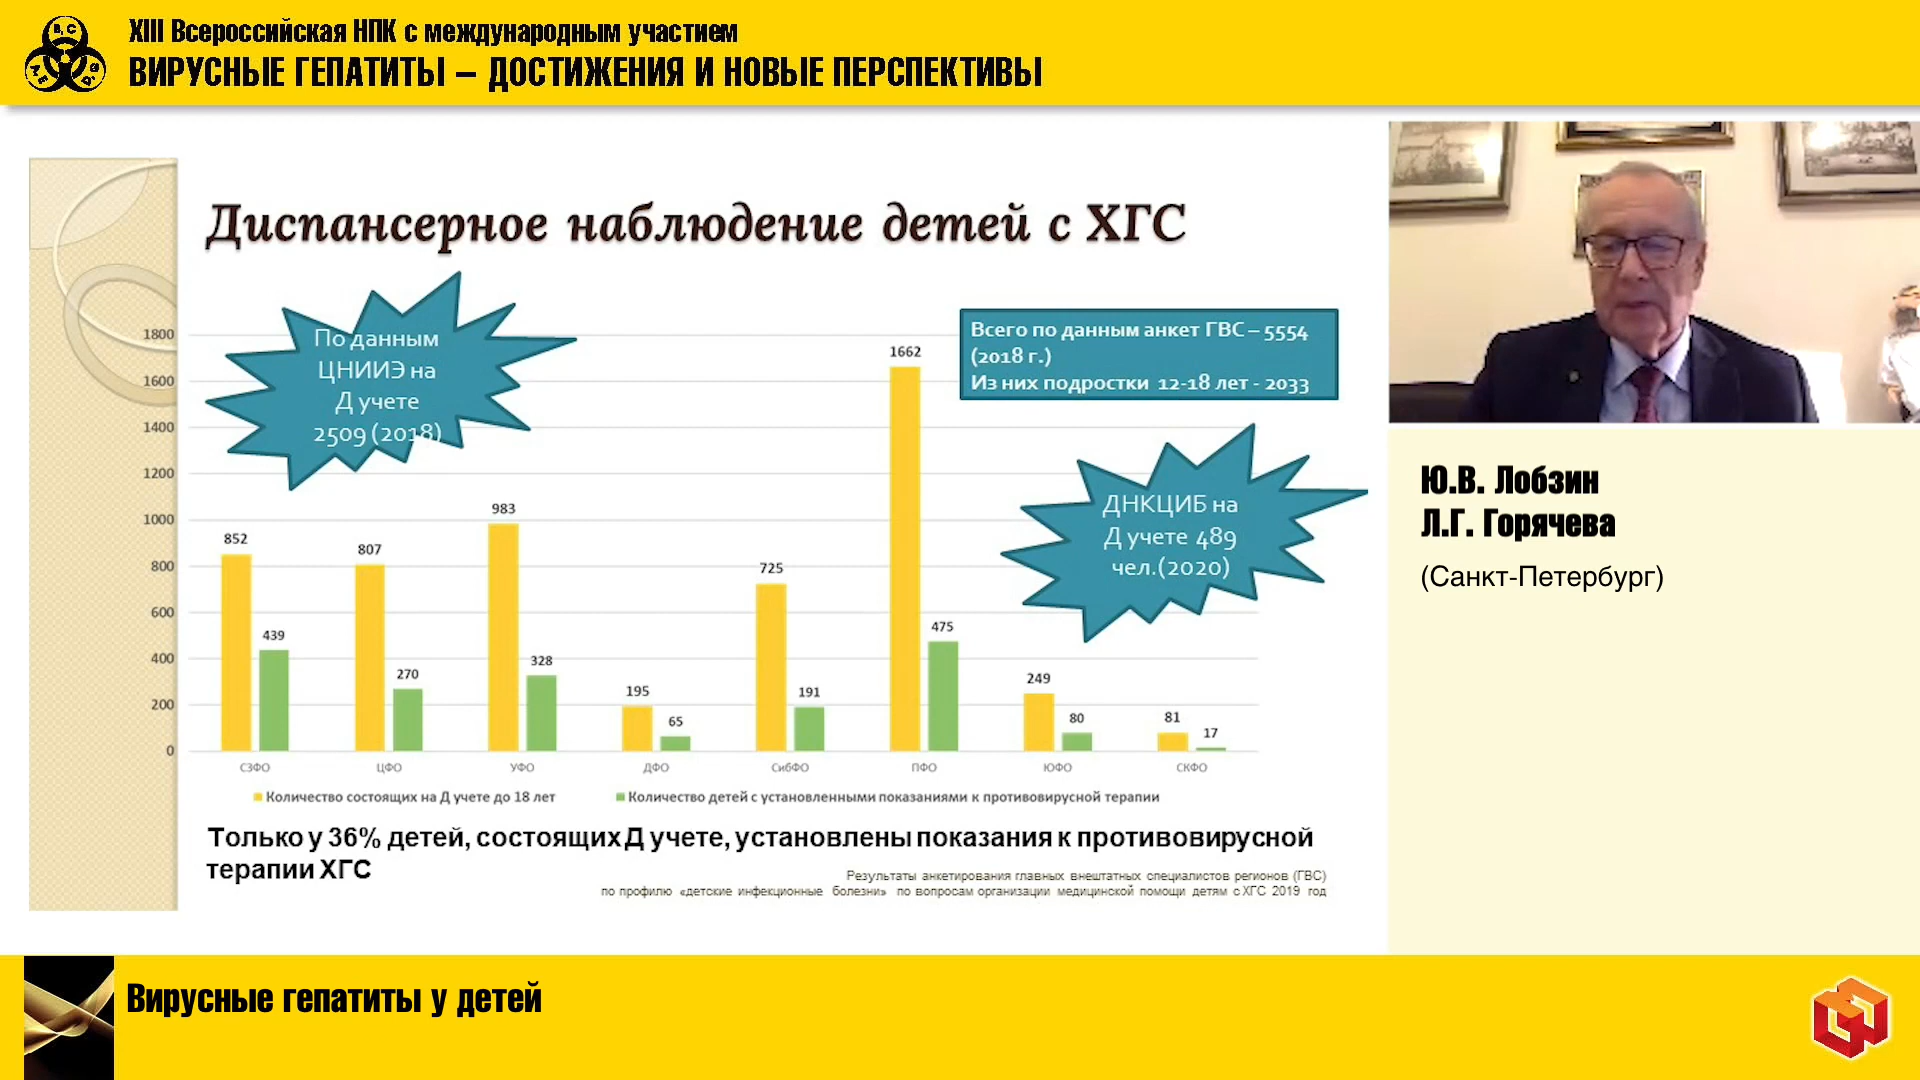 XIII Всероссийская НПК с международным участием
ВИРУСНЫЕ ГЕПАТИТЫ – ДОСТИЖЕНИЯ И НОВЫЕ ПЕРСПЕКТИВЫ
Диспансерное наблюдение детей с ХГС
По данным
ЦНИИЭ на
Д учете
2509 (2018)
Всего по данным анкет ГВС – 5554
(2018 г.)
Из них подростки 12-18 лет - 2033
ДНКЦИБ на
Д учете 489
чел.(2020)
1800
1600
1400
1200
1000
800
600
400
200
0
852
439
807
270
983
328
195
65
725
191
1662
475
249
80
81
17
СЗФО
ЦФО
УФО
ДФО
СибФО
ПФО
ЮФО
СКФО
Количество состоящих на Д учете до 18 лет
Количество детей с установленными показаниями к противовирусной терапии
Только у 36% детей, состоящих Д учете, установлены показания к противовирусной
терапии ХГС
Результаты анкетирования главных внештатных специалистов регионов (ГВС)
по профилю «детские инфекционные болезни» по вопросам организации медицинской помощи детям с ХГС 2019 год
Ю.В. Лобзин
Л.Г. Горячева
(Санкт-Петербург)
Вирусные гепатиты у детей